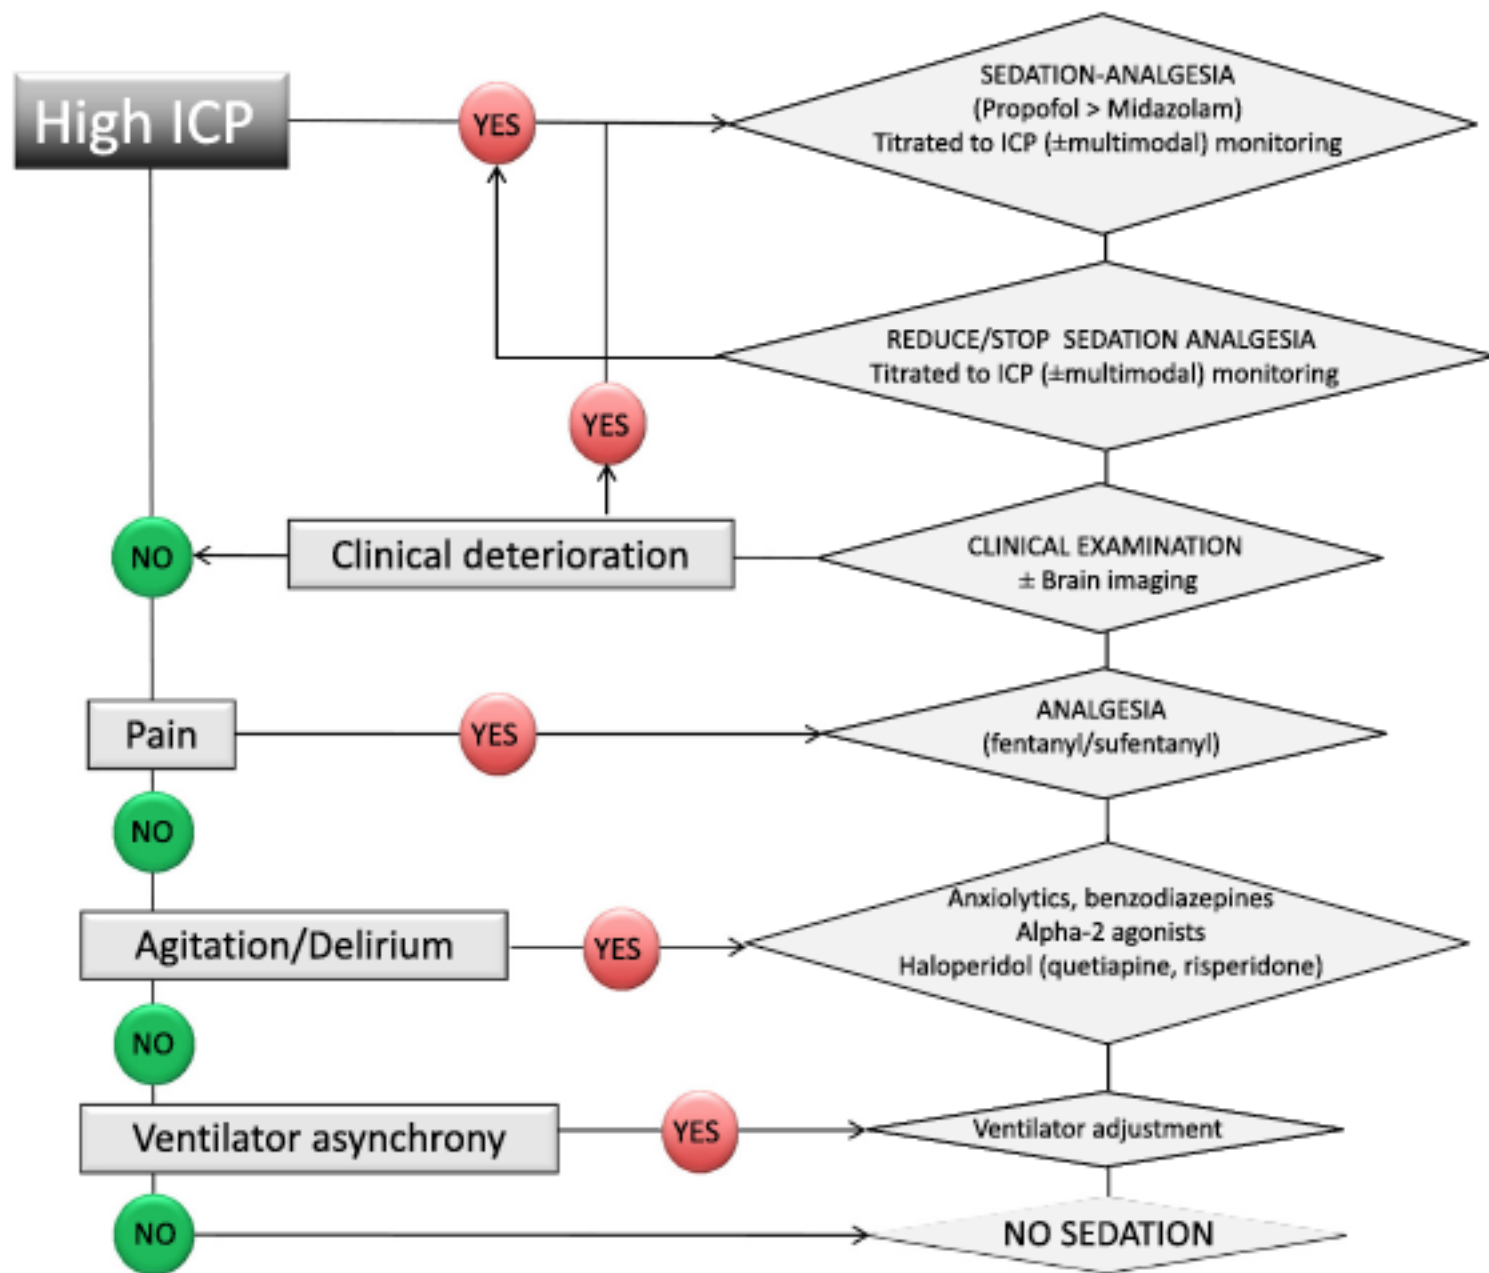 High ICP
YES
SEDATION-ANALGESIA
(Propofol > Midazolam)
Titrated to ICP (±multimodal) monitoring
REDUCE/STOP SEDATION ANALGESIA
Titrated to ICP (±multimodal) monitoring
YES
NO
Clinical deterioration
CLINICAL EXAMINATION
± Brain imaging
Pain
YES
ANALGESIA
(fentanyl/sufentanyl)
NO
Agitation/Delirium
YES
Anxiolytics, benzodiazepines
Alpha-2 agonists
Haloperidol (quetiapine, risperidone)
NO
Ventilator asynchrony
YES
Ventilator adjustment
NO
NO SEDATION